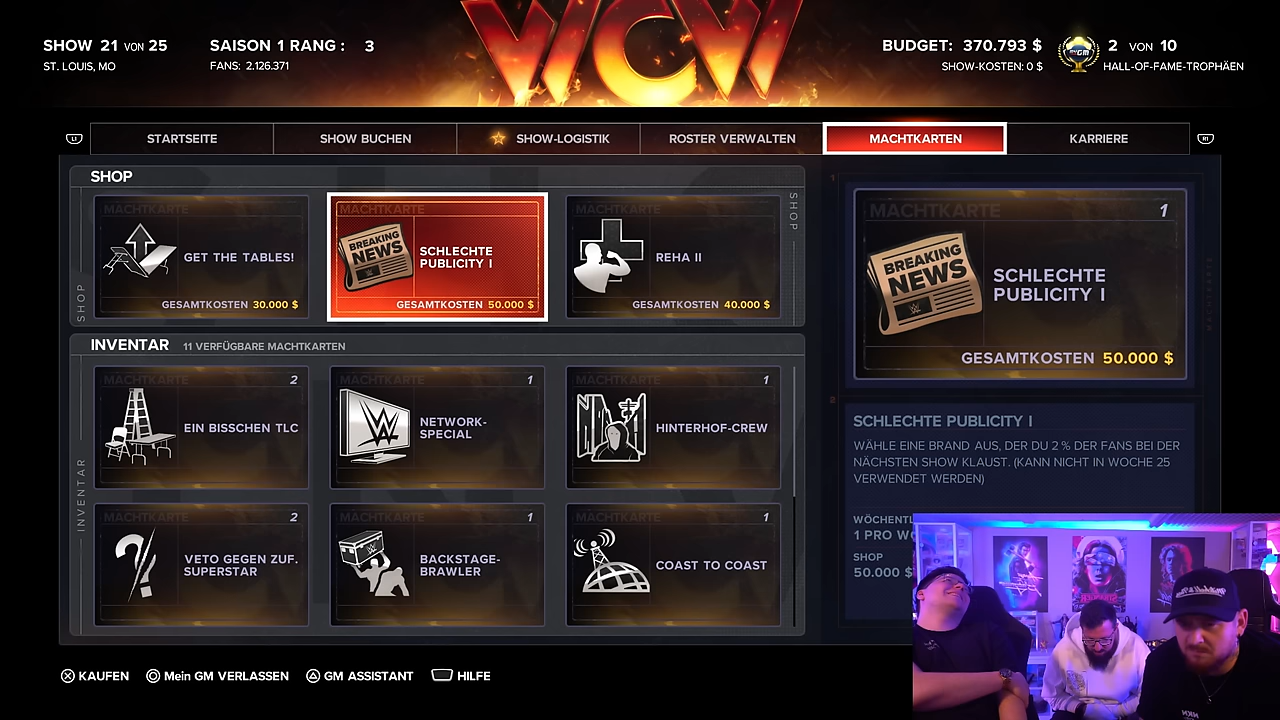 WCW
SHOW 21 VON 25
ST. LOUIS, MO
SAISON 1 RANG : 3
FANS: 2.126.371
BUDGET: 370.793 $
SHOW-KOSTEN: 0 $
2 VON 10
HALL-OF-FAME-TROPHÄEN
L1
STARTSEITE
SHOW BUCHEN
SHOW-LOGISTIK
ROSTER VERWALTEN
MACHTKARTEN
KARRIERE
R1
SHOP
SHOP
SHOP
MACHTKARTE
GET THE TABLES!
GESAMTKOSTEN 30.000 $
MACHTKARTE
BREAKING
NEWS
SCHLECHTE
PUBLICITY I
GESAMTKOSTEN 50.000 $
REHA II
GESAMTKOSTEN 40.000 $
INVENTAR 11 VERFÜGBARE MACHTKARTEN
INVENTAR
MACHTKARTE 2
EIN BISSCHEN TLC
MACHTKARTE 1
NETWORK-
SPECIAL
MACHTKARTE 1
HINTERHOF-CREW
MACHTKARTE 2
VETO GEGEN ZUF.
SUPERSTAR
MACHTKARTE 1
BACKSTAGE-
BRAWLER
MACHTKARTE 1
COAST TO COAST
MACHTKARTE 1
BREAKING
NEWS
SCHLECHTE
PUBLICITY I
GESAMTKOSTEN 50.000 $
SCHLECHTE PUBLICITY I
WÄHLE EINE BRAND AUS, DER DU 2 % DER FANS BEI DER
NÄCHSTEN SHOW KLAUST. (KANN NICHT IN WOCHE 25
VERWENDET WERDEN)
WÖCHENTL
1 PRO WO
SHOP
50.000 $
KAUFEN
Mein GM VERLASSEN
GM ASSISTANT
HILFE